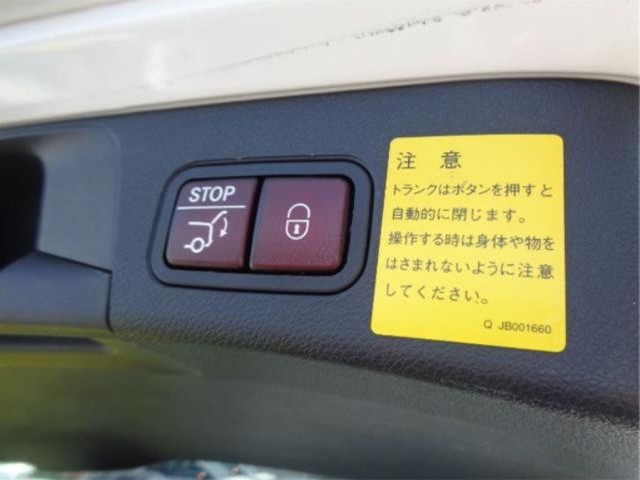 STOP
注 意
トランクはボタンを押すと
自動的に閉じます。
操作する時は身体や物を
はさまれないように注意
してください。
Q JB001660